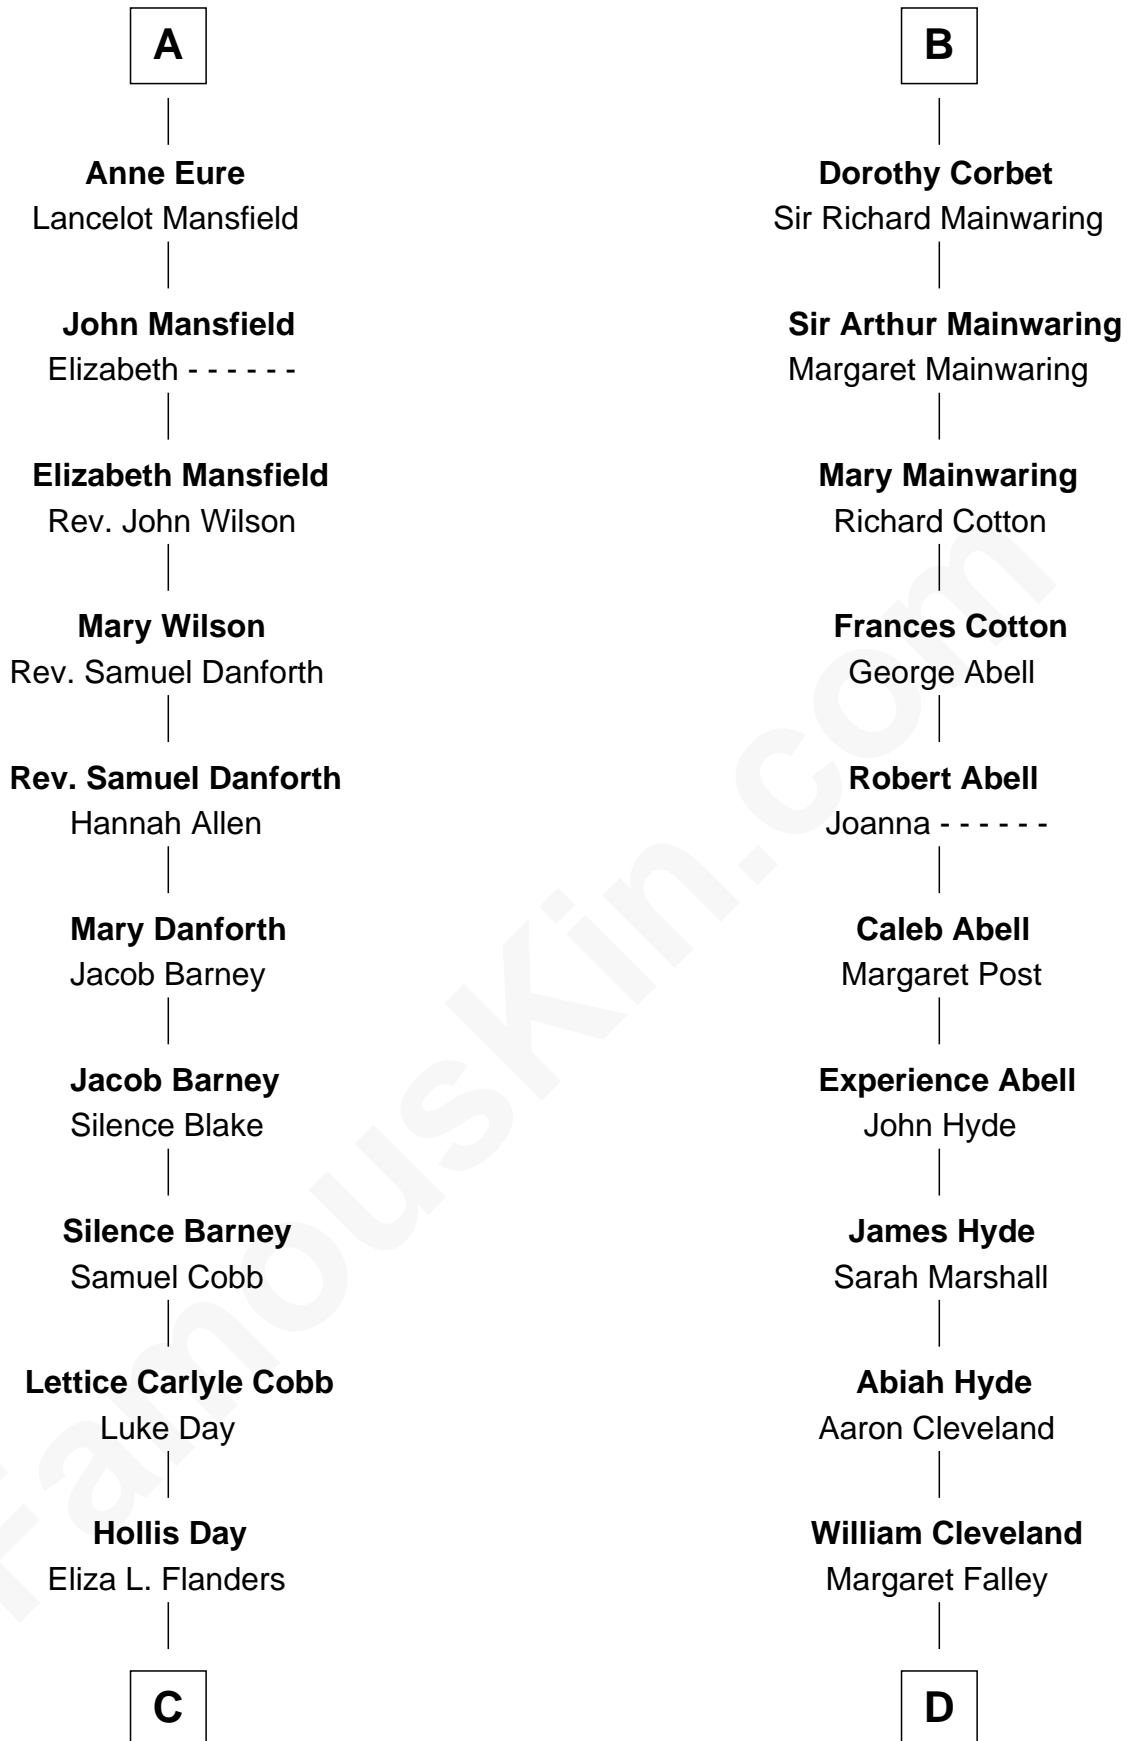 A
Anne Eure
Lancelot Mansfield
John Mansfield
Elizabeth - - - - - -
Elizabeth Mansfield
Rev. John Wilson
Mary Wilson
Rev. Samuel Danforth
Rev. Samuel Danforth
Hannah Allen
Mary Danforth
Jacob Barney
Jacob Barney
Silence Blake
Silence Barney
Samuel Cobb
Lettice Carlyle Cobb
Luke Day
Hollis Day
Eliza L. Flanders
C
B
Dorothy Corbet
Sir Richard Mainwaring
Sir Arthur Mainwaring
Margaret Mainwaring
Mary Mainwaring
Richard Cotton
Frances Cotton
George Abell
Robert Abell
Joanna - - - - - -
Caleb Abell
Margaret Post
Experience Abell
John Hyde
James Hyde
Sarah Marshall
Abiah Hyde
Aaron Cleveland
William Cleveland
Margaret Falley
D
FamousKin.com